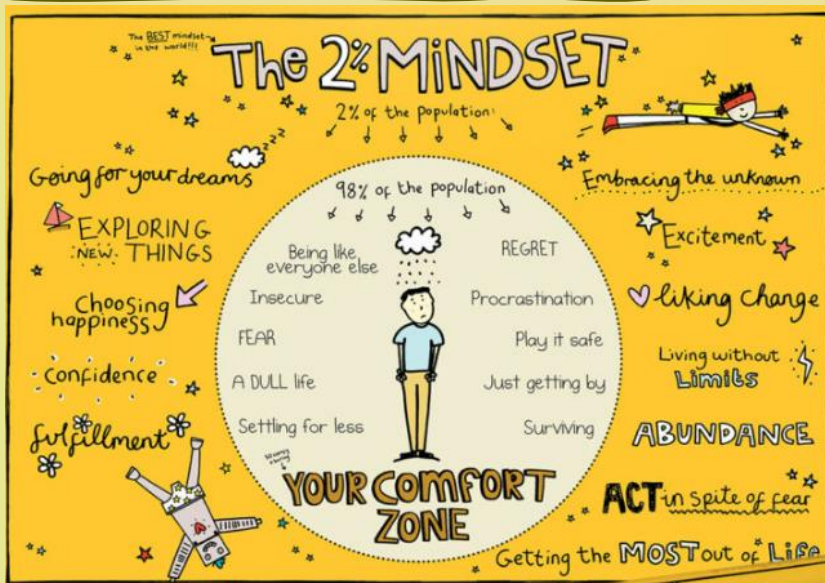 The BEST mindset
in the world!!!
The 2% MiNDSET
2% of the population:
Going for your dreams
zzz
EXPLORING
NEW THINGS
Choosing
happiness
confidence
fulfillment
98% of the population
Being like
everyone else
Insecure
FEAR
A DULL life
Settling for less
REGRET
Procrastination
Play it safe
Just getting by
Surviving
YOUR COMFORT
ZONE
Embracing the unknown
Excitement
liking change
Living without
Limits
ABUNDANCE
ACT in spite of fear
Getting the MOST out of Life